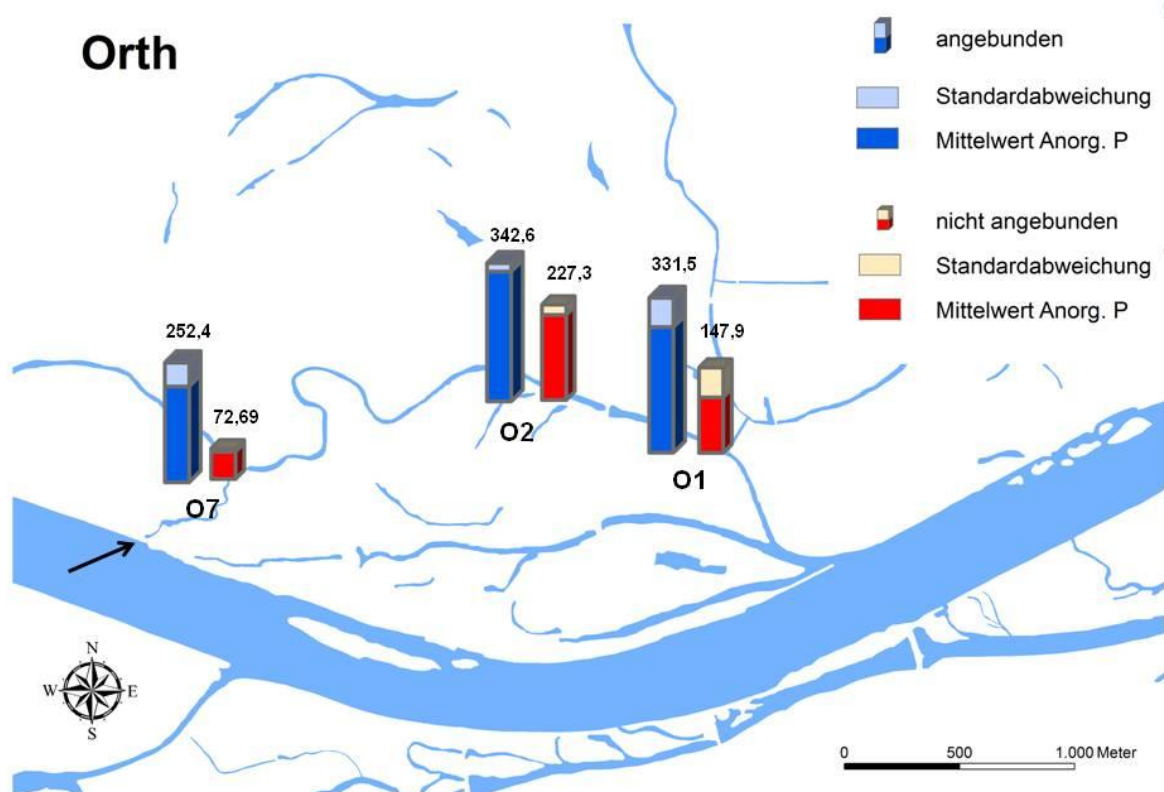 Orth
angebunden
Standardabweichung
Mittelwert Anorg. P
nicht angebunden
Standardabweichung
Mittelwert Anorg. P
342,6
227,3
331,5
147,9
252,4
72,69
O2
O1
O7
N
W E
S
0 500 1.000 Meter